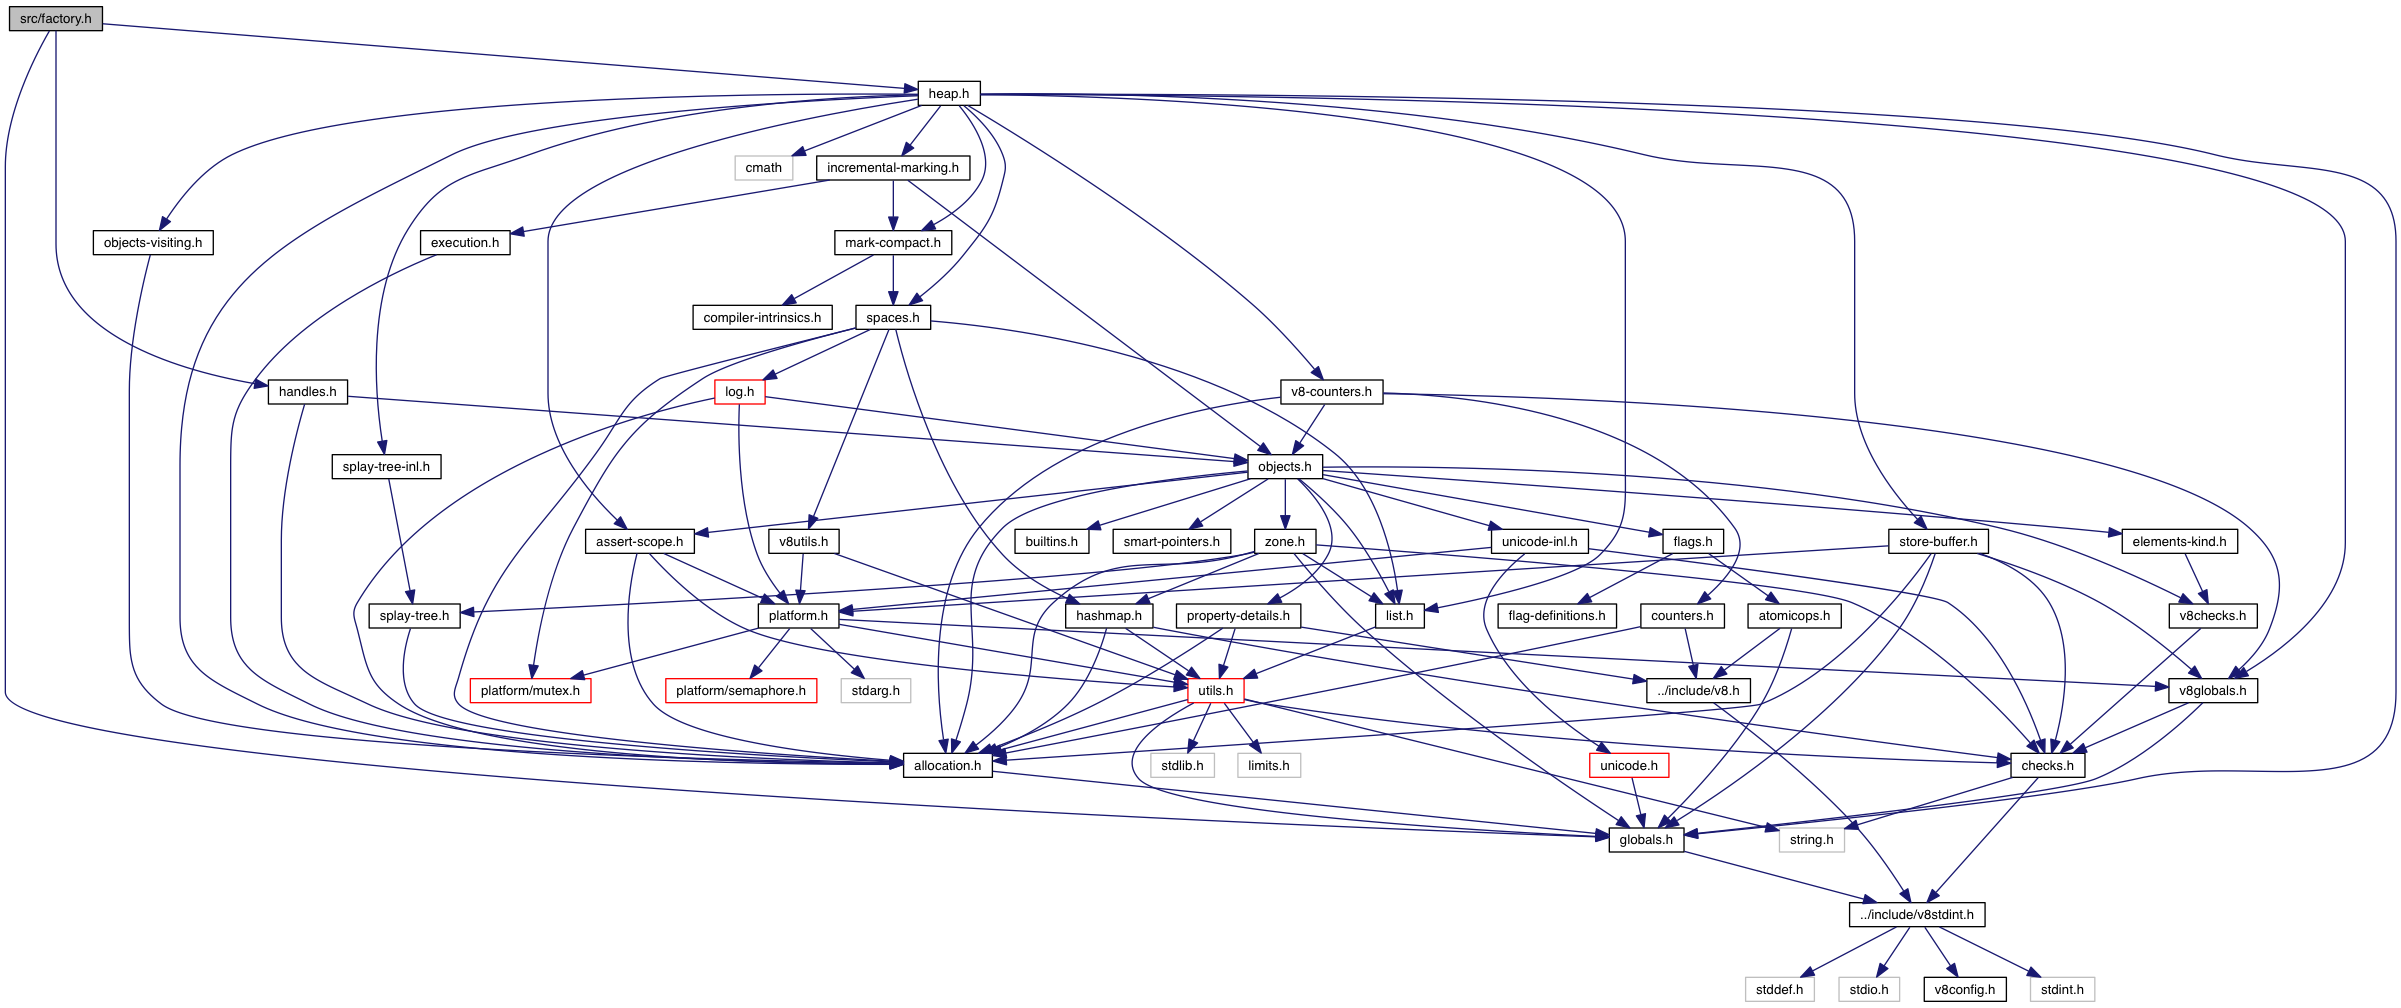 src/factory.h
heap.h
cmath
incremental-marking.h
objects-visiting.h
execution.h
mark-compact.h
compiler-intrinsics.h
spaces.h
handles.h
log.h
v8-counters.h
splay-tree-inl.h
objects.h
assert-scope.h
v8utils.h
builtins.h
smart-pointers.h
zone.h
unicode-inl.h
flags.h
store-buffer.h
elements-kind.h
splay-tree.h
platform.h
hashmap.h
property-details.h
list.h
flag-definitions.h
counters.h
atomicops.h
v8checks.h
platform/mutex.h
platform/semaphore.h
stdarg.h
utils.h
../include/v8.h
v8globals.h
allocation.h
stdlib.h
limits.h
unicode.h
checks.h
globals.h
string.h
../include/v8stdint.h
stddef.h
stdio.h
v8config.h
stdint.h